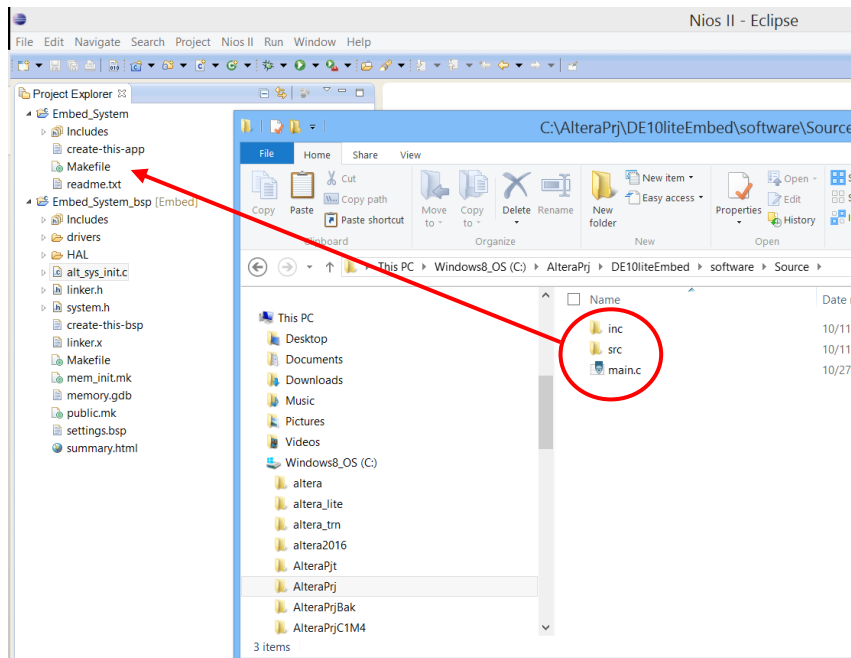 Nios II - Eclipse
File Edit Navigate Search Project Nios II Run Window Help
Project Explorer
Embed_System
Includes
create-this-app
Makefile
readme.txt
Embed_System_bsp [Embed]
Includes
drivers
HAL
alt_sys_init.c
linker.h
system.h
create-this-bsp
linker.x
Makefile
mem_init.mk
memory.gdb
public.mk
settings.bsp
summary.html
C:\AlteraPrj\DE10liteEmbed\software\Source
File Home Share View
Copy
Paste
Cut
Copy path
Paste shortcut
Clipboard
Move to
Copy to
Delete
Rename
Organize
New folder
New item
Easy access
New
Properties
Open
Edit
History
Open
This PC Windows8_OS (C:) AlteraPrj DE10liteEmbed software Source
This PC
Desktop
Documents
Downloads
Music
Pictures
Videos
Windows8_OS (C:)
altera
altera_lite
altera_trn
altera2016
AlteraPjt
AlteraPrj
AlteraPrjBak
AlteraPrjC1M4
Name Date
inc 10/11
src 10/11
main.c 10/27
3 items